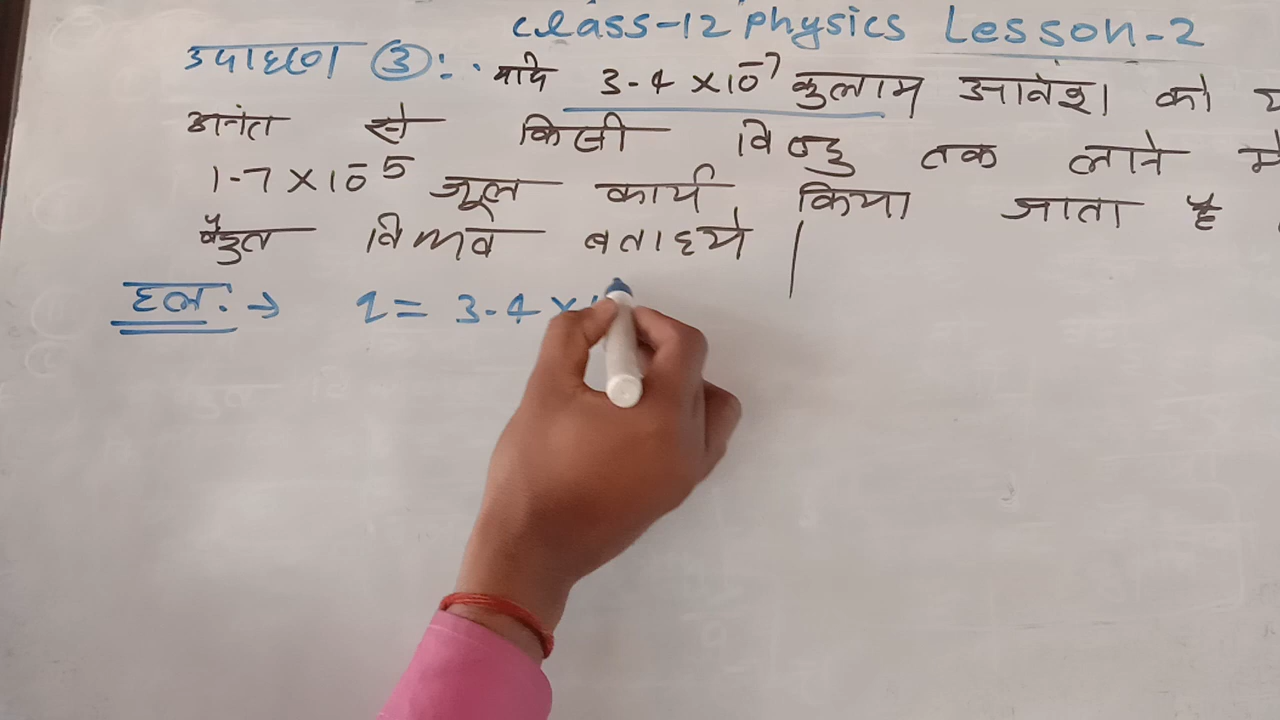 Class-12 Physics Lesson-2
उदाहरण ③:- यदि 3.4 × 10⁻⁷ कुलाम आवेश को
अनंत से किसी विन्दु तक लाने में
1.7 × 10⁻⁵ जूल कार्य किया जाता है
वैद्युत विभव बताइये।
हल:→ q = 3.4 ×